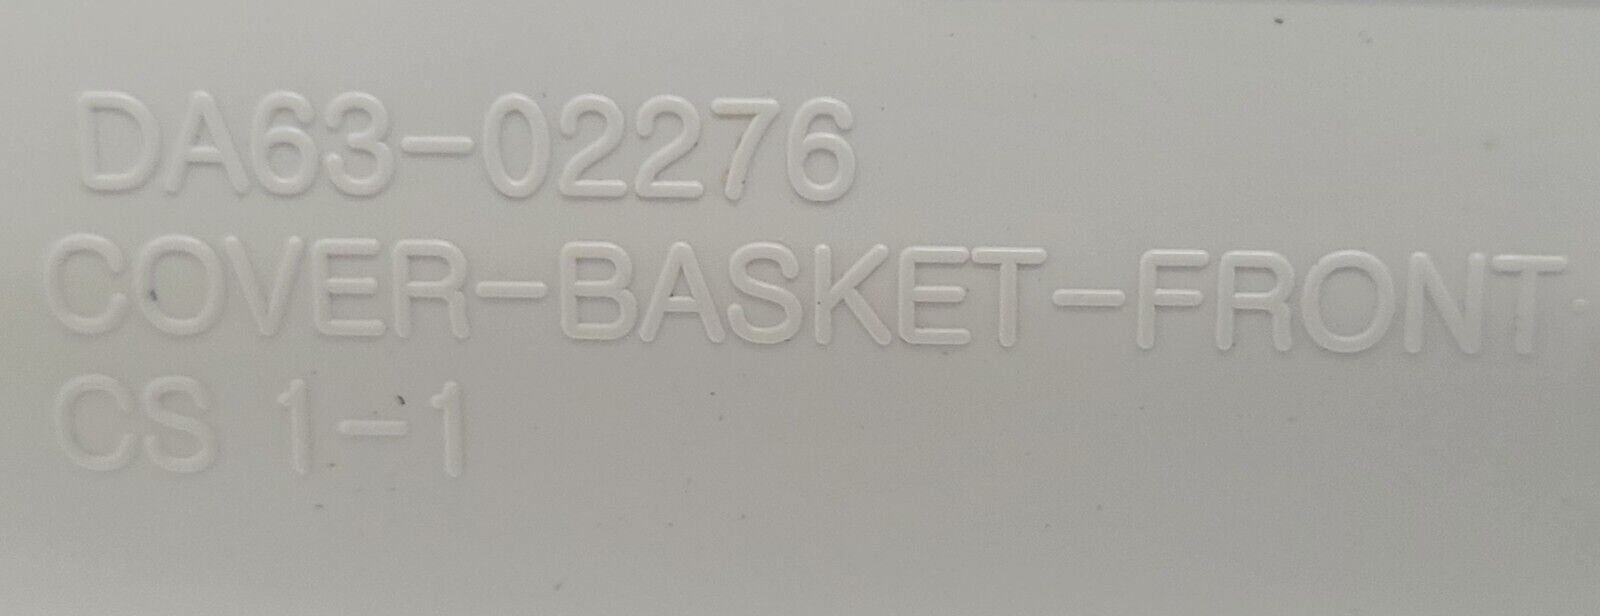 DA63-02276
COVER-BASKET-FRONT
CS 1-1